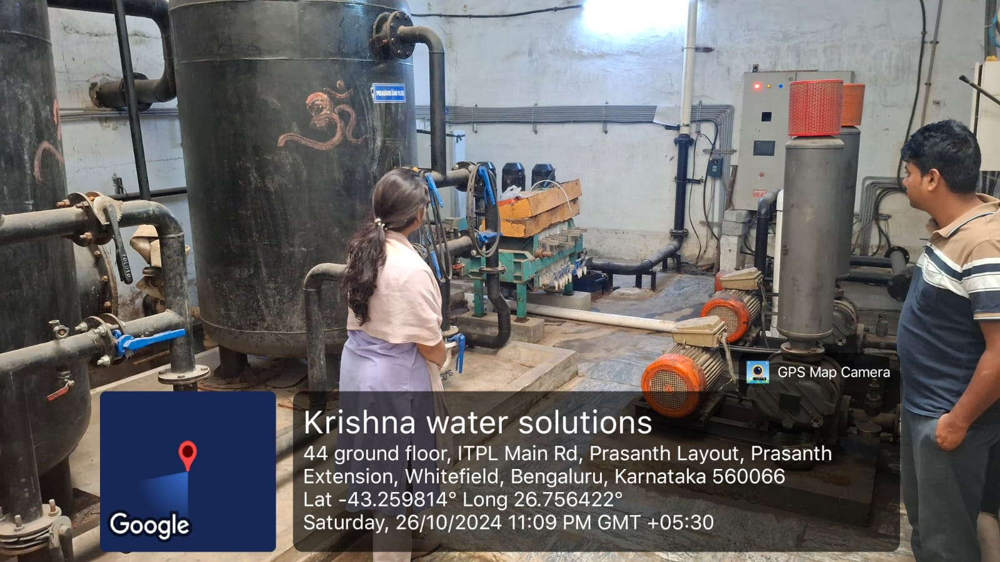 ॐ
PREASSURE SAND FILTER
GPS Map Camera
Krishna water solutions
44 ground floor, ITPL Main Rd, Prasanth Layout, Prasanth
Extension, Whitefield, Bengaluru, Karnataka 560066
Lat -43.259814° Long 26.756422°
Saturday, 26/10/2024 11:09 PM GMT +05:30
Google